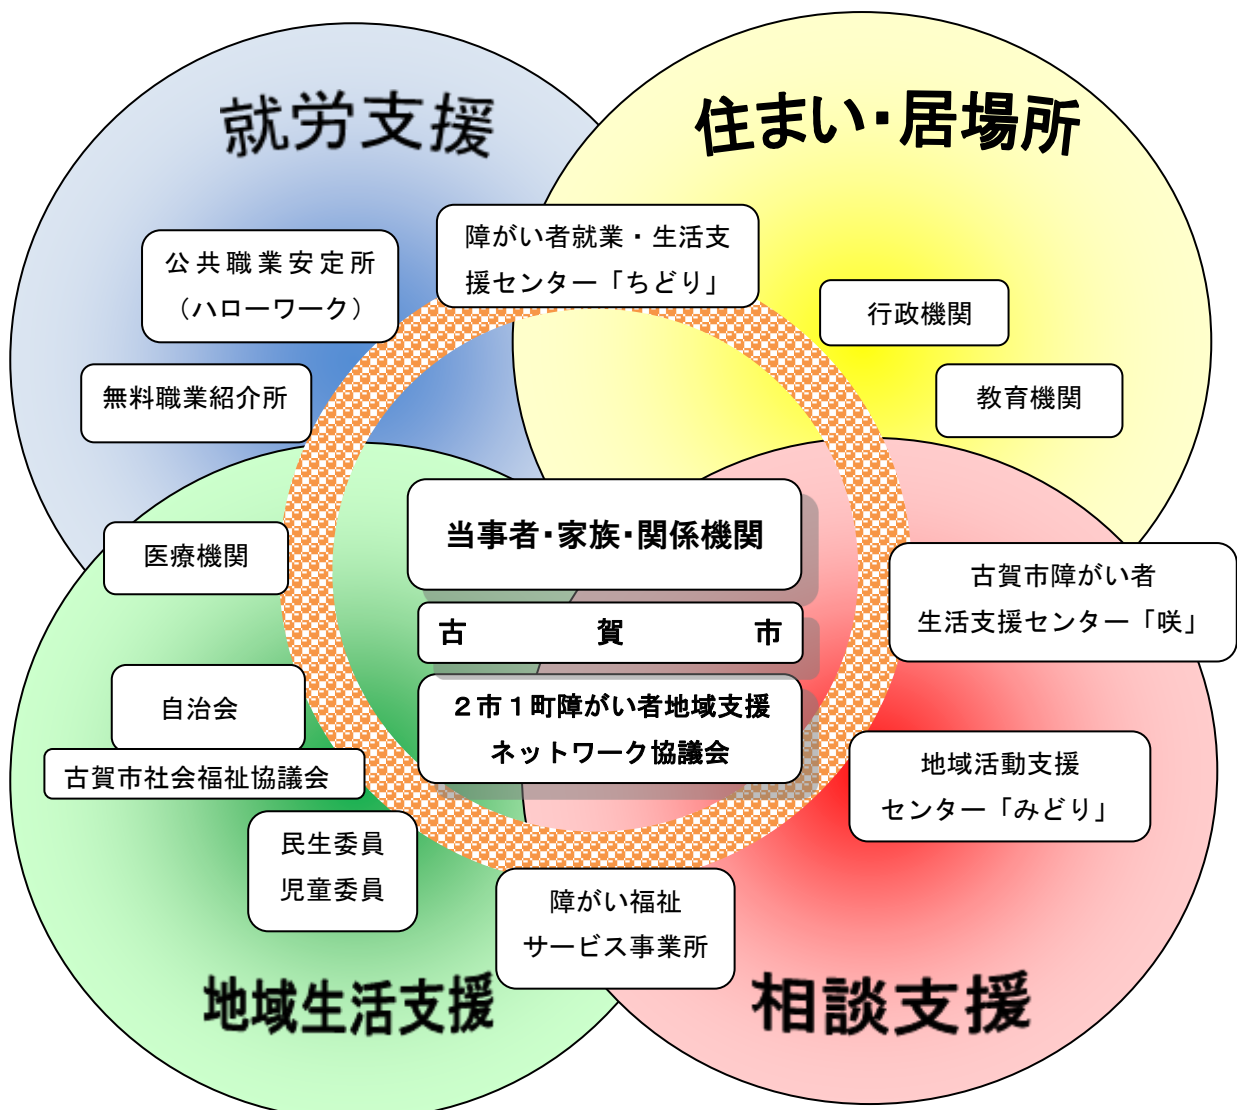 就労支援
住まい・居場所
障がい者就業・生活支
援センター「ちどり」
公共職業安定所
（ハローワーク）
行政機関
無料職業紹介所
教育機関
当事者・家族・関係機関
医療機関
古賀市障がい者
生活支援センター「咲」
古賀市
２市１町障がい者地域支援
ネットワーク協議会
自治会
古賀市社会福祉協議会
地域活動支援
センター「みどり」
民生委員
児童委員
障がい福祉
サービス事業所
地域生活支援
相談支援